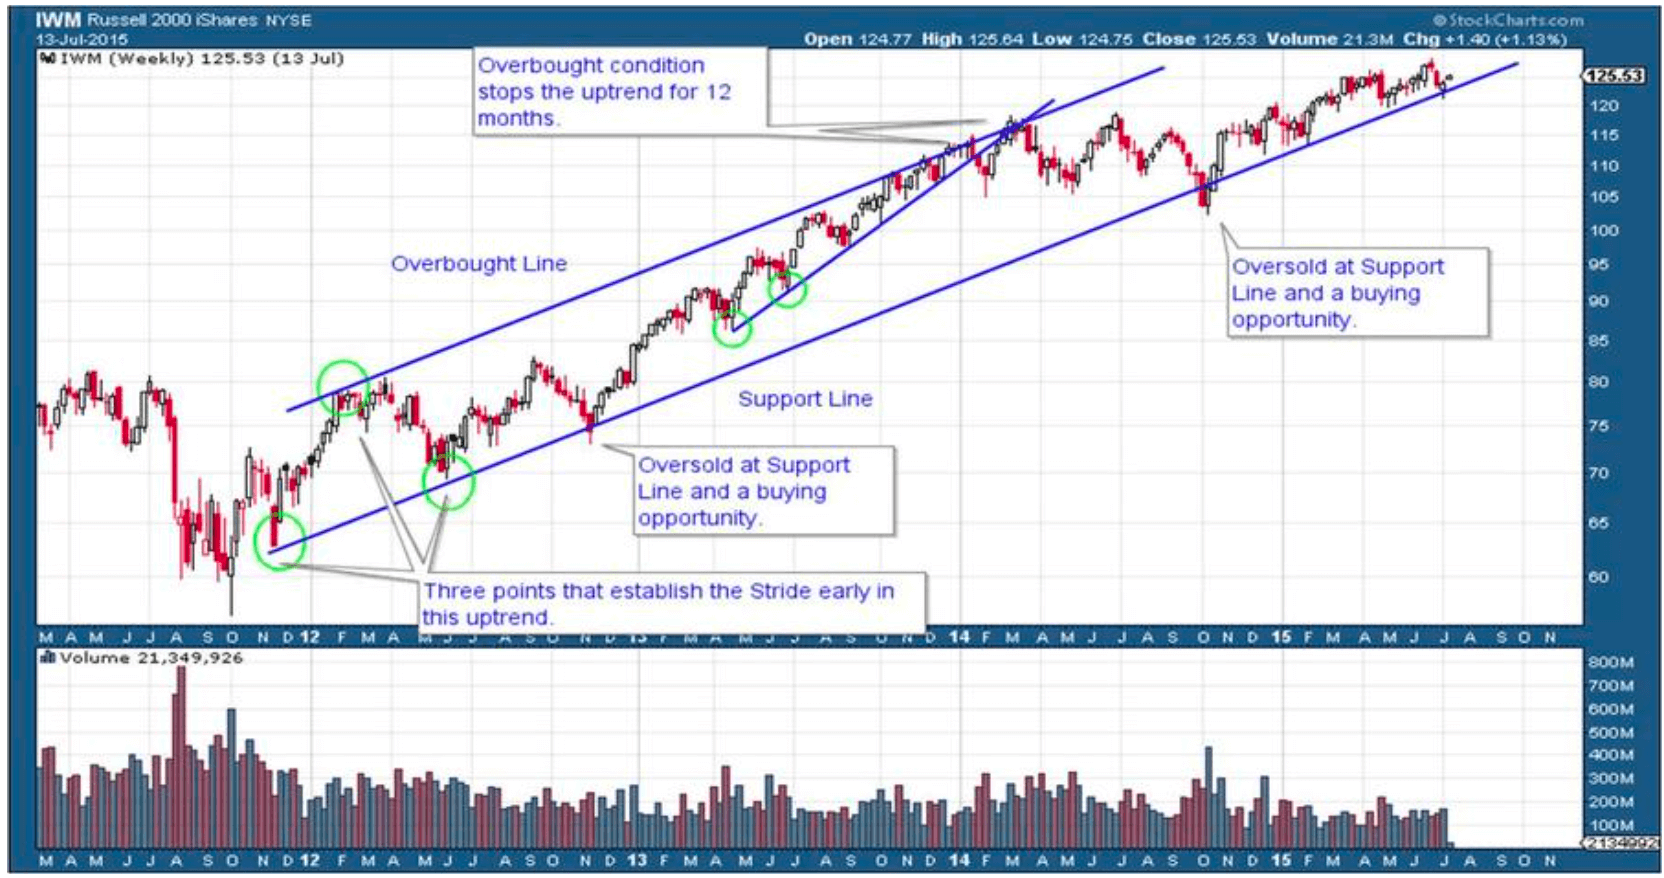 IWM Russell 2000 iShares NYSE
© StockCharts.com
13-Jul-2015
Open 124.77 High 125.64 Low 124.75 Close 125.53 Volume 21.3M Chg +1.40 (+1.13%)
IWM (Weekly) 125.53 (13 Jul)
Overbought condition
stops the uptrend for 12
months.
125.53
120
115
110
105
100
95
90
85
80
75
70
65
60
Overbought Line
Oversold at Support
Line and a buying
opportunity.
Support Line
Oversold at Support
Line and a buying
opportunity.
Three points that establish the Stride early in
this uptrend.
M A M J J A S O N D 12 F M A M J J A S O N D 13 F M A M J J A S O N D 14 F M A M J J A S O N D 15 F M A M J J A S O N
Volume 21,349,926
800M
700M
600M
500M
400M
300M
200M
100M
2134992
M A M J J A S O N D 12 F M A M J J A S O N D 13 F M A M J J A S O N D 14 F M A M J J A S O N D 15 F M A M J J A S O N